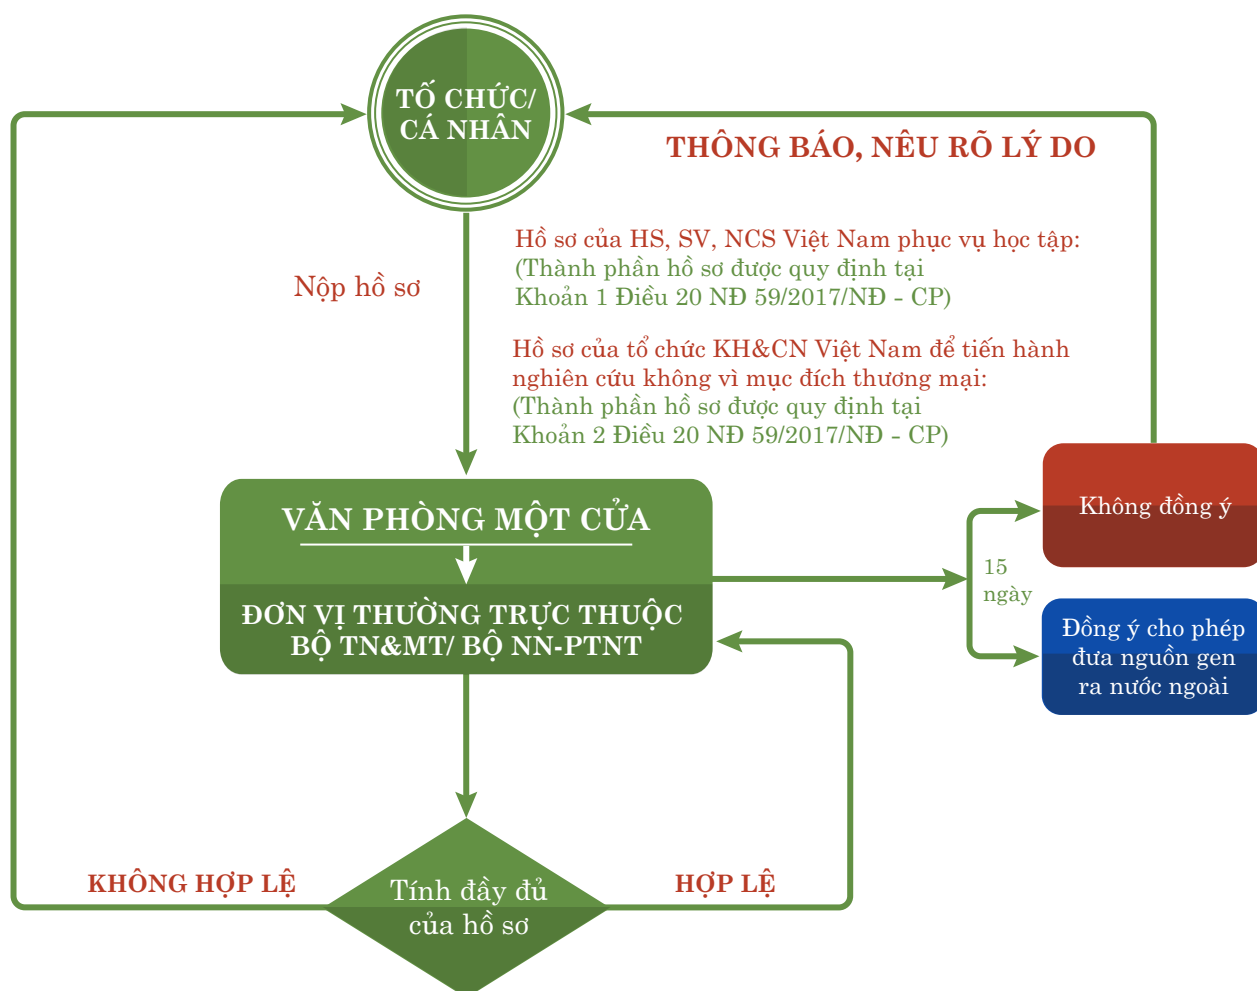 TỐ CHỨC/
CÁ NHÂN
THÔNG BÁO, NÊU RÕ LÝ DO
Nộp hồ sơ
Hồ sơ của HS, SV, NCS Việt Nam phục vụ học tập:
(Thành phần hồ sơ được quy định tại
Khoản 1 Điều 20 NĐ 59/2017/NĐ - CP)
Hồ sơ của tổ chức KH&CN Việt Nam để tiến hành
nghiên cứu không vì mục đích thương mại:
(Thành phần hồ sơ được quy định tại
Khoản 2 Điều 20 NĐ 59/2017/NĐ - CP)
VĂN PHÒNG MỘT CỬA
ĐƠN VỊ THƯỜNG TRỰC THUỘC
BỘ TN&MT/ BỘ NN-PTNT
Không đồng ý
15
ngày
Đồng ý cho phép
đưa nguồn gen
ra nước ngoài
KHÔNG HỢP LỆ
Tính đầy đủ
của hồ sơ
HỢP LỆ